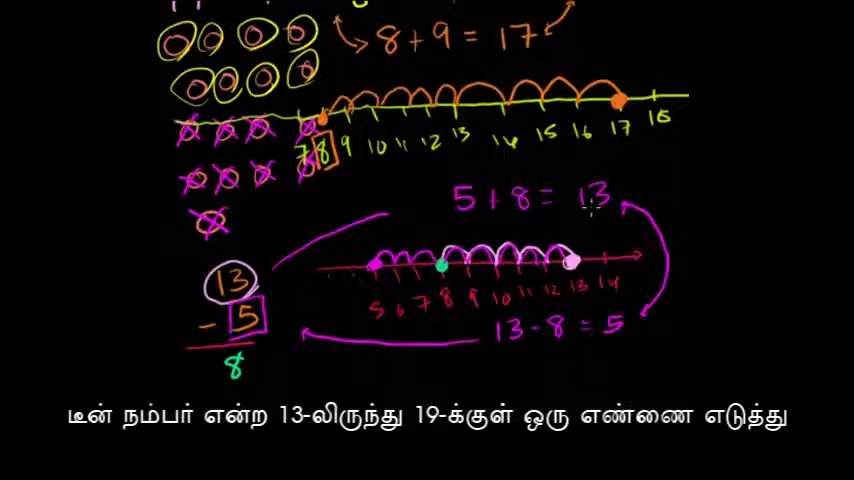 8 + 9 = 17
7 8 9 10 11 12 13 14 15 16 17 18
5 + 8 = 13
13
- 5
8
5 6 7 8 9 10 11 12 13 14
13 - 8 = 5
டீன் நம்பர் என்ற 13-லிருந்து 19-க்குள் ஒரு எண்ணை எடுத்து